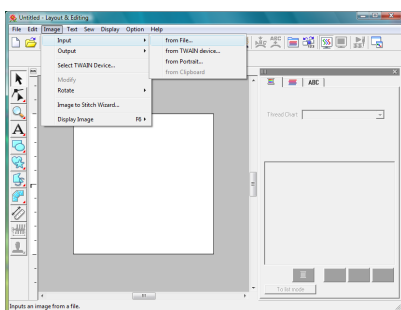 Untitled - Layout & Editing
File Edit Image Text Sew Display Option Help
Input
Output
Select TWAIN Device...
Modify
Rotate
Image to Stitch Wizard...
Display Image F8
from File...
from TWAIN device...
from Portrait...
from Clipboard
ABC
Thread Chart
To list mode
A
Inputs an image from a file.